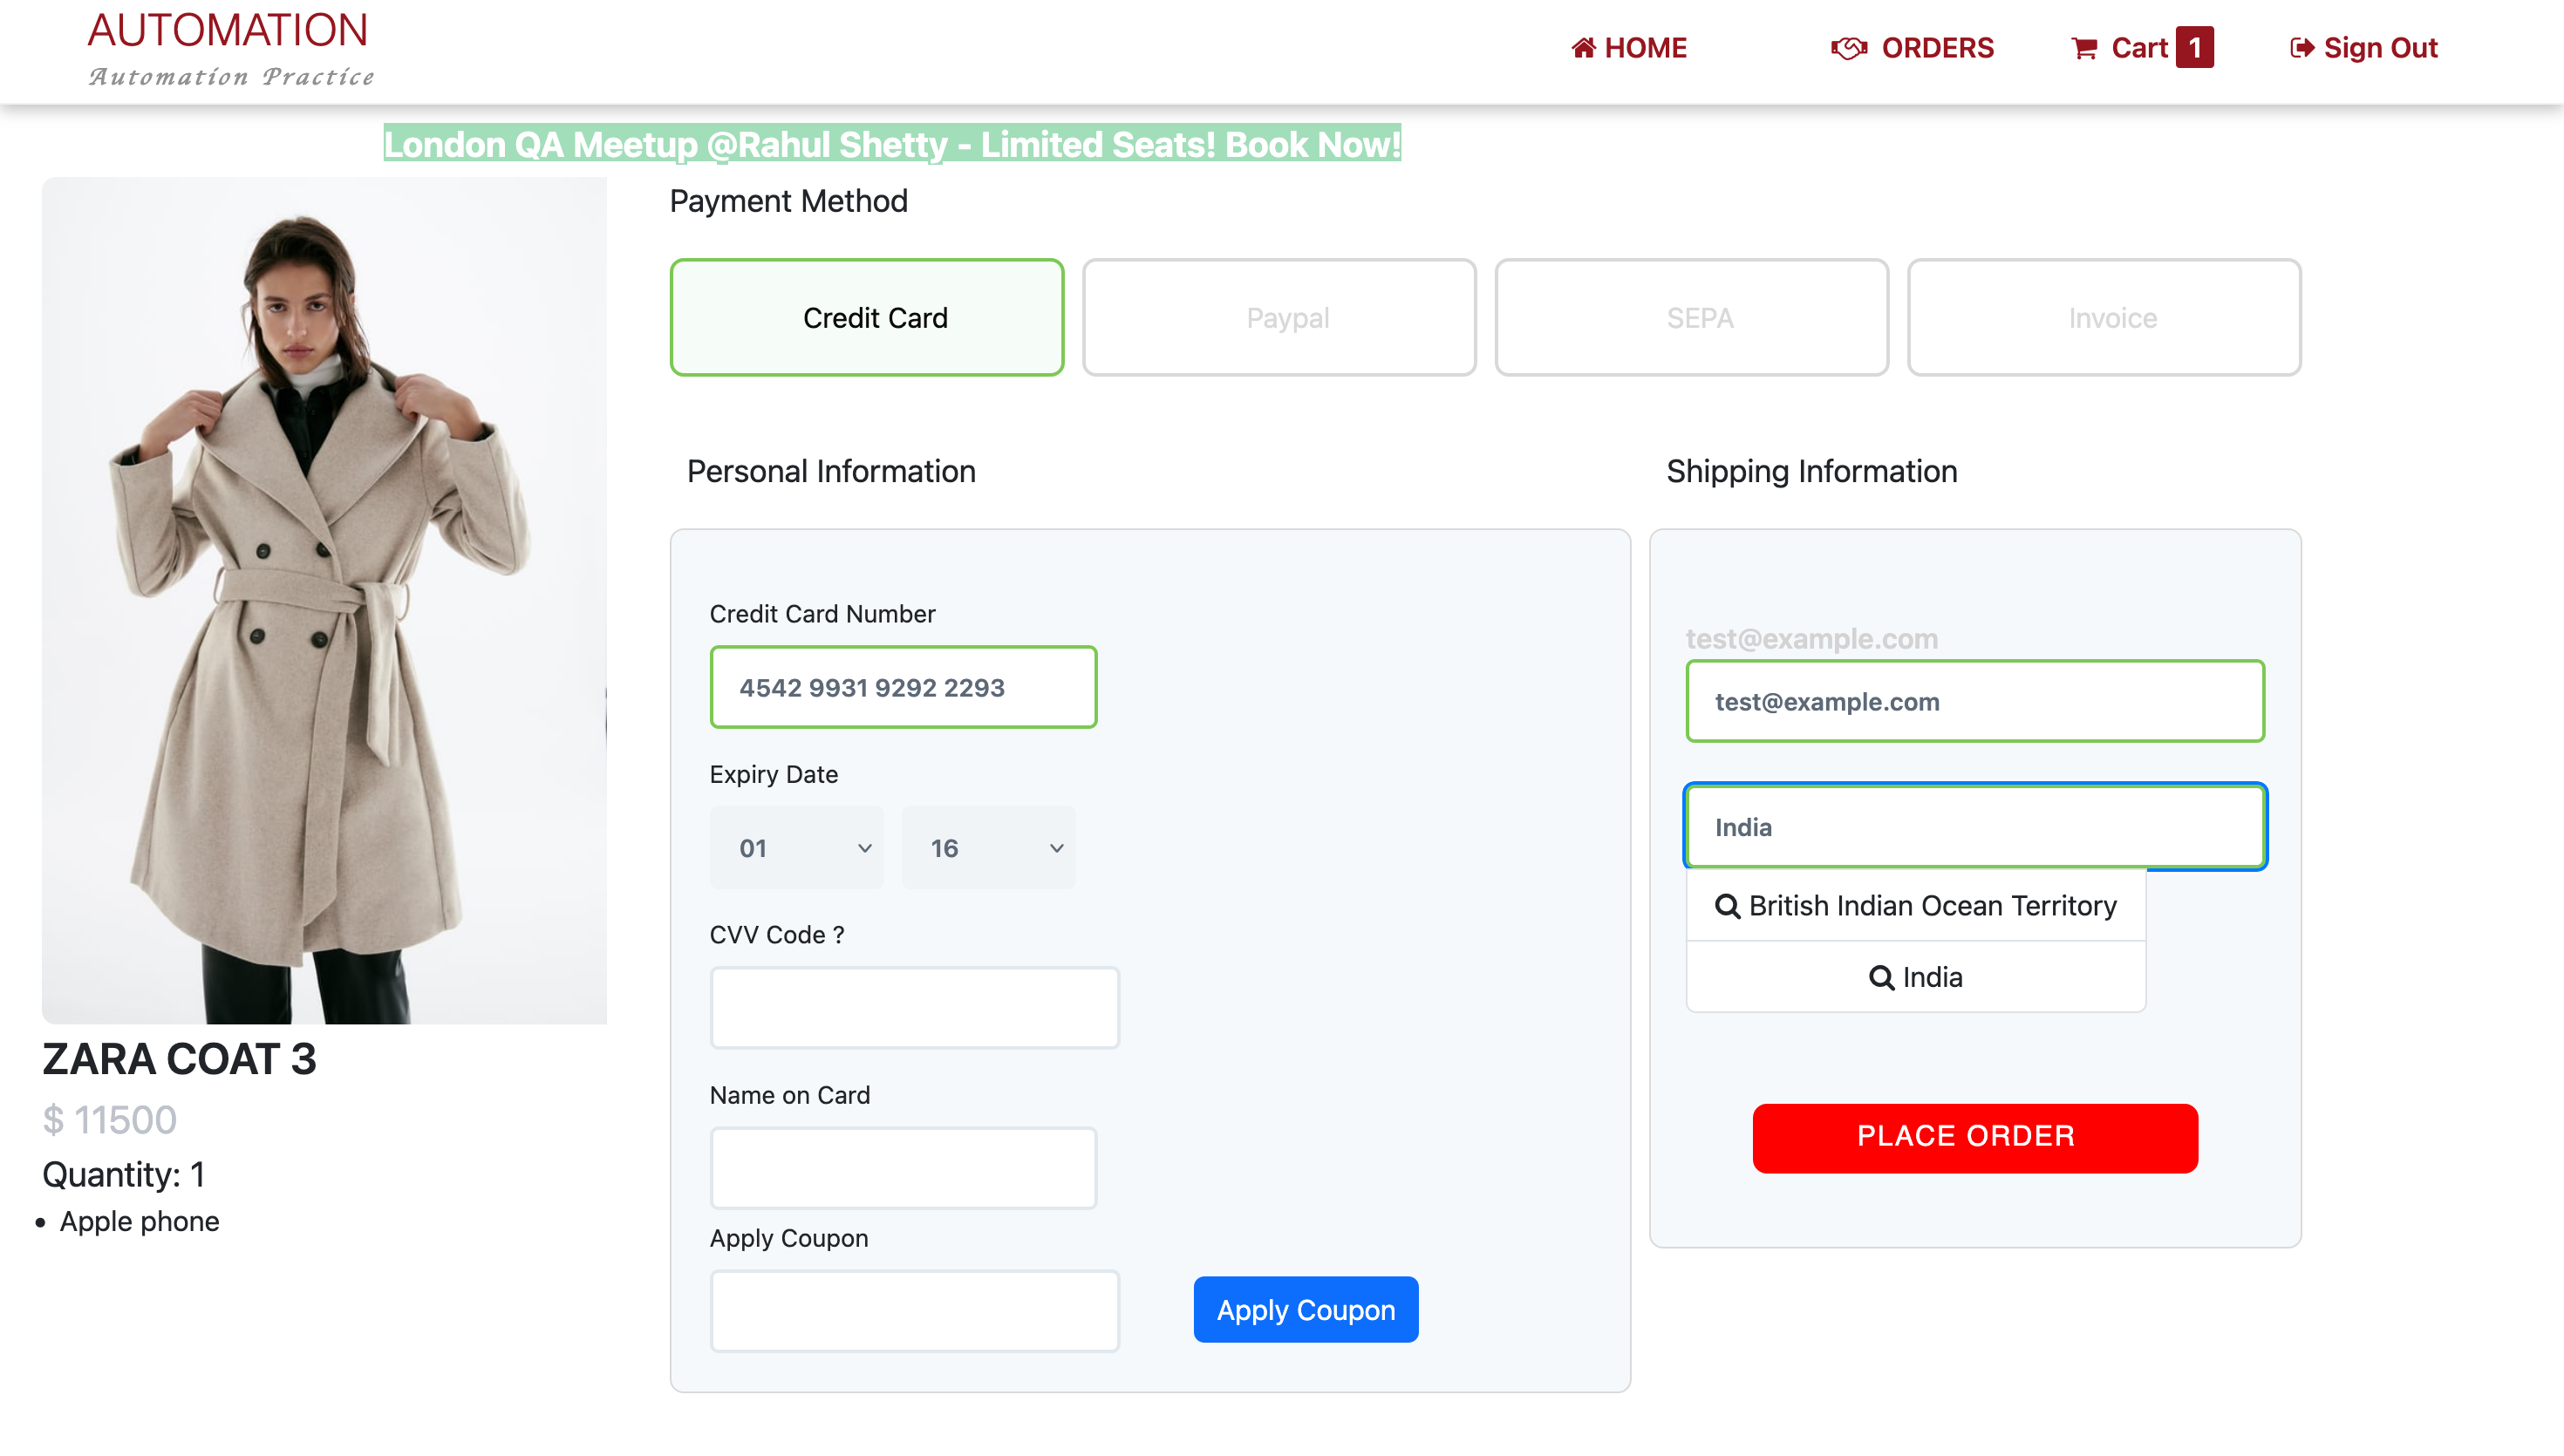 AUTOMATION
Automation Practice
HOME
ORDERS
Cart 1
Sign Out
London QA Meetup @Rahul Shetty - Limited Seats! Book Now!
Payment Method
Credit Card
Paypal
SEPA
Invoice
Personal Information
Credit Card Number
4542 9931 9292 2293
Expiry Date
01 16
CVV Code ?
Name on Card
Apply Coupon
Apply Coupon
Shipping Information
test@example.com
test@example.com
India
British Indian Ocean Territory
India
PLACE ORDER
ZARA COAT 3
$ 11500
Quantity: 1
• Apple phone